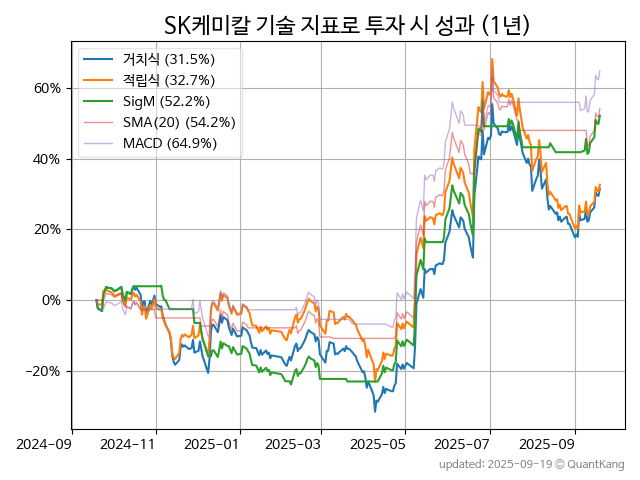 SK케미칼 기술 지표로 투자 시 성과 (1년)
거치식 (31.5%)
적립식 (32.7%)
SigM (52.2%)
SMA(20) (54.2%)
MACD (64.9%)
60%
40%
20%
0%
−20%
2024-09 2024-11 2025-01 2025-03 2025-05 2025-07 2025-09
updated: 2025-09-19 © QuantKang